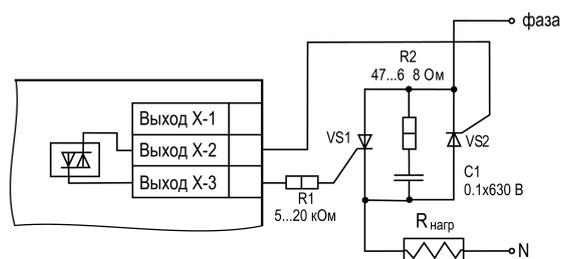 фаза
R2
47...6 8 Ом
Выход X-1
Выход X-2
VS1
VS2
Выход X-3
C1
0.1x630 В
R1
5...20 кОм
Rнагр
N